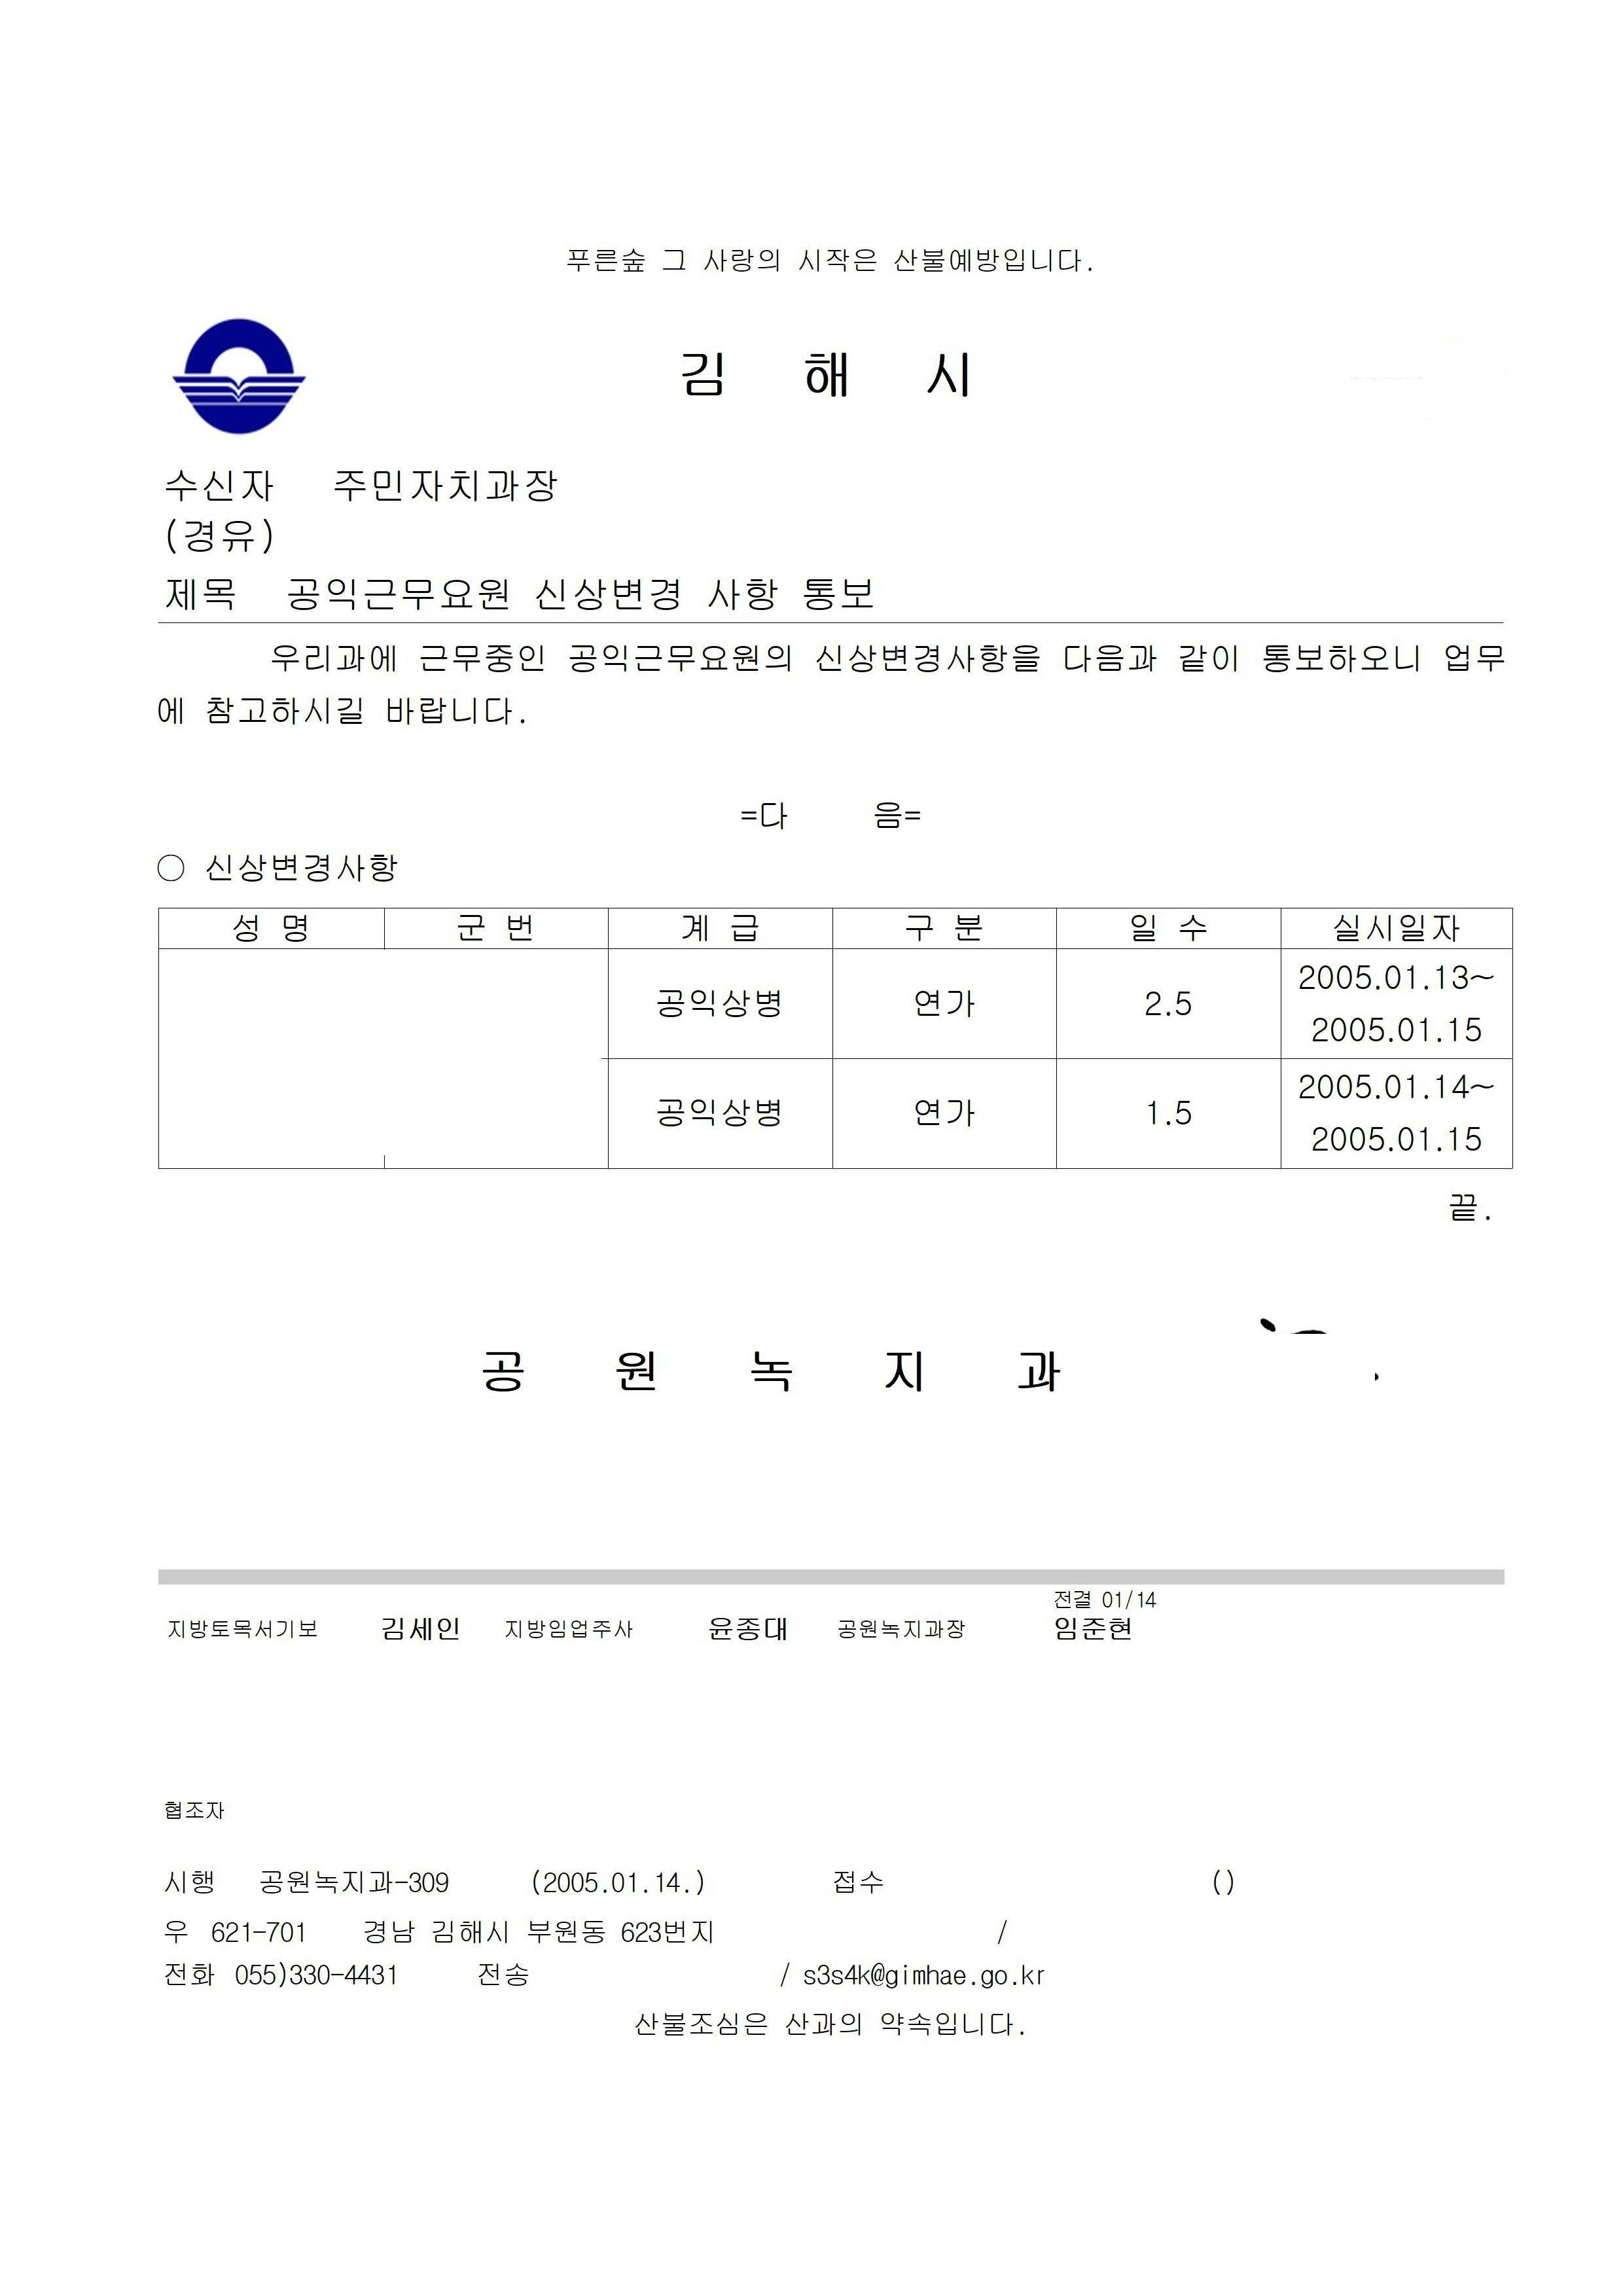 푸른숲 그 사랑의 시작은 산불예방입니다.
김 해 시
수신자 주민자치과장
(경유)
제목 공익근무요원 신상변경 사항 통보
우리과에 근무중인 공익근무요원의 신상변경사항을 다음과 같이 통보하오니 업무
에 참고하시길 바랍니다.
=다 음=
○ 신상변경사항
성 명 군 번 계 급 구 분 일 수 실시일자
공익상병 연가 2.5 2005.01.13~
2005.01.15
공익상병 연가 1.5 2005.01.14~
2005.01.15
끝.
공 원 녹 지 과
전결 01/14
지방토목서기보 김세인 지방임업주사 윤종대 공원녹지과장 임준현
협조자
시행 공원녹지과-309 (2005.01.14.) 접수 ()
우 621-701 경남 김해시 부원동 623번지 /
전화 055)330-4431 전송 / s3s4k@gimhae.go.kr
산불조심은 산과의 약속입니다.